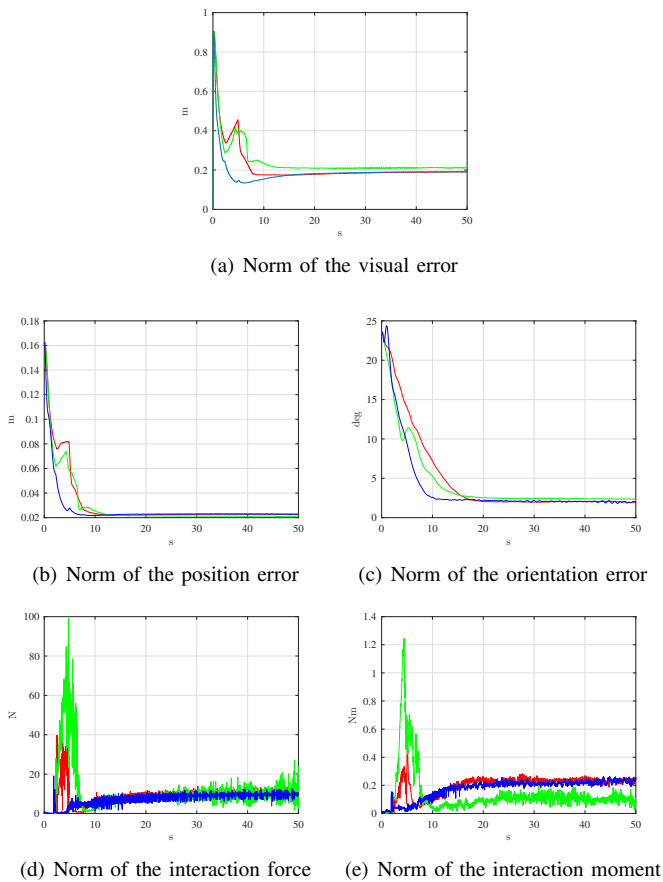 1
0.8
0.6
0.4
0.2
0
m
0 10 20 30 40 50
s
(a) Norm of the visual error
0.18
0.16
0.14
0.12
0.1
0.08
0.06
0.04
0.02
m
0 10 20 30 40 50
s
(b) Norm of the position error
25
20
15
10
5
0
deg
0 10 20 30 40 50
s
(c) Norm of the orientation error
100
80
60
40
20
0
N
0 10 20 30 40 50
s
(d) Norm of the interaction force
1.4
1.2
1
0.8
0.6
0.4
0.2
0
Nm
0 10 20 30 40 50
s
(e) Norm of the interaction moment